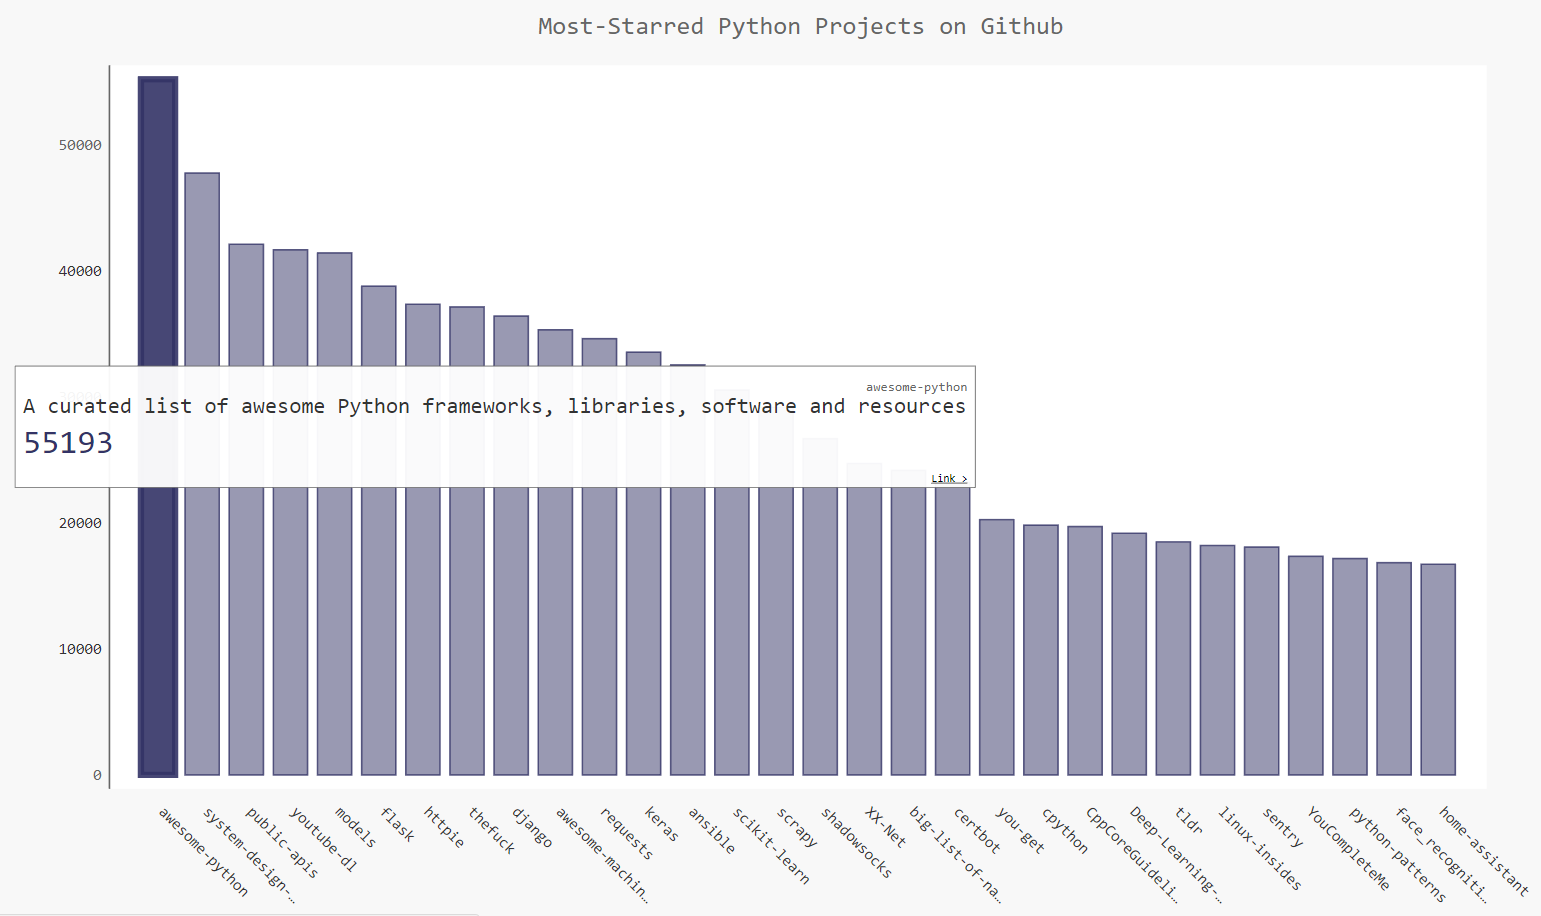 Most-Starred Python Projects on Github
50000
40000
20000
10000
0
awesome-python
A curated list of awesome Python frameworks, libraries, software and resources
55193
Link >
awesome-python
system-design-…
public-apis
youtube-dl
models
flask
httpie
thefuck
django
awesome-machin…
requests
keras
ansible
scikit-learn
scrapy
shadowsocks
XX-Net
big-list-of-na…
certbot
you-get
cpython
CppCoreGuideli…
Deep-Learning-…
tldr
linux-insides
sentry
YouCompleteMe
python-patterns
face_recogniti…
home-assistant